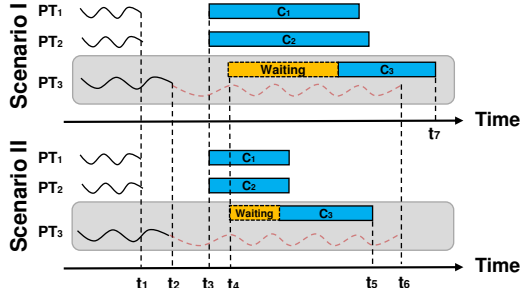 Scenario I
PT1
C1
PT2
C2
PT3
Waiting
C3
Time
t7
Scenario II
PT1
C1
PT2
C2
PT3
Waiting
C3
Time
t1 t2 t3 t4 t5 t6